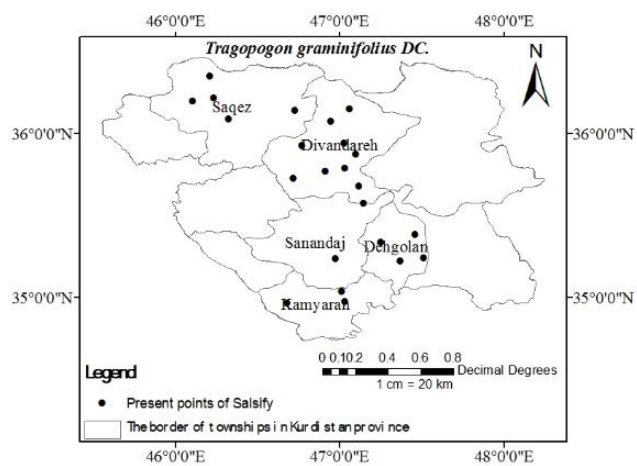 46°0'0"E 47°0'0"E 48°0'0"E
Tragopogon graminifolius DC.
N
Saqez
36°0'0"N 36°0'0"N
Divandareh
Sanandaj
Dehgolan
35°0'0"N 35°0'0"N
Kamyaran
0 0.10.2 0.4 0.6 0.8
Decimal Degrees
1 cm = 20 km
Legend
Present points of Salsify
The border of townships in Kurdistan province
46°0'0"E 47°0'0"E 48°0'0"E